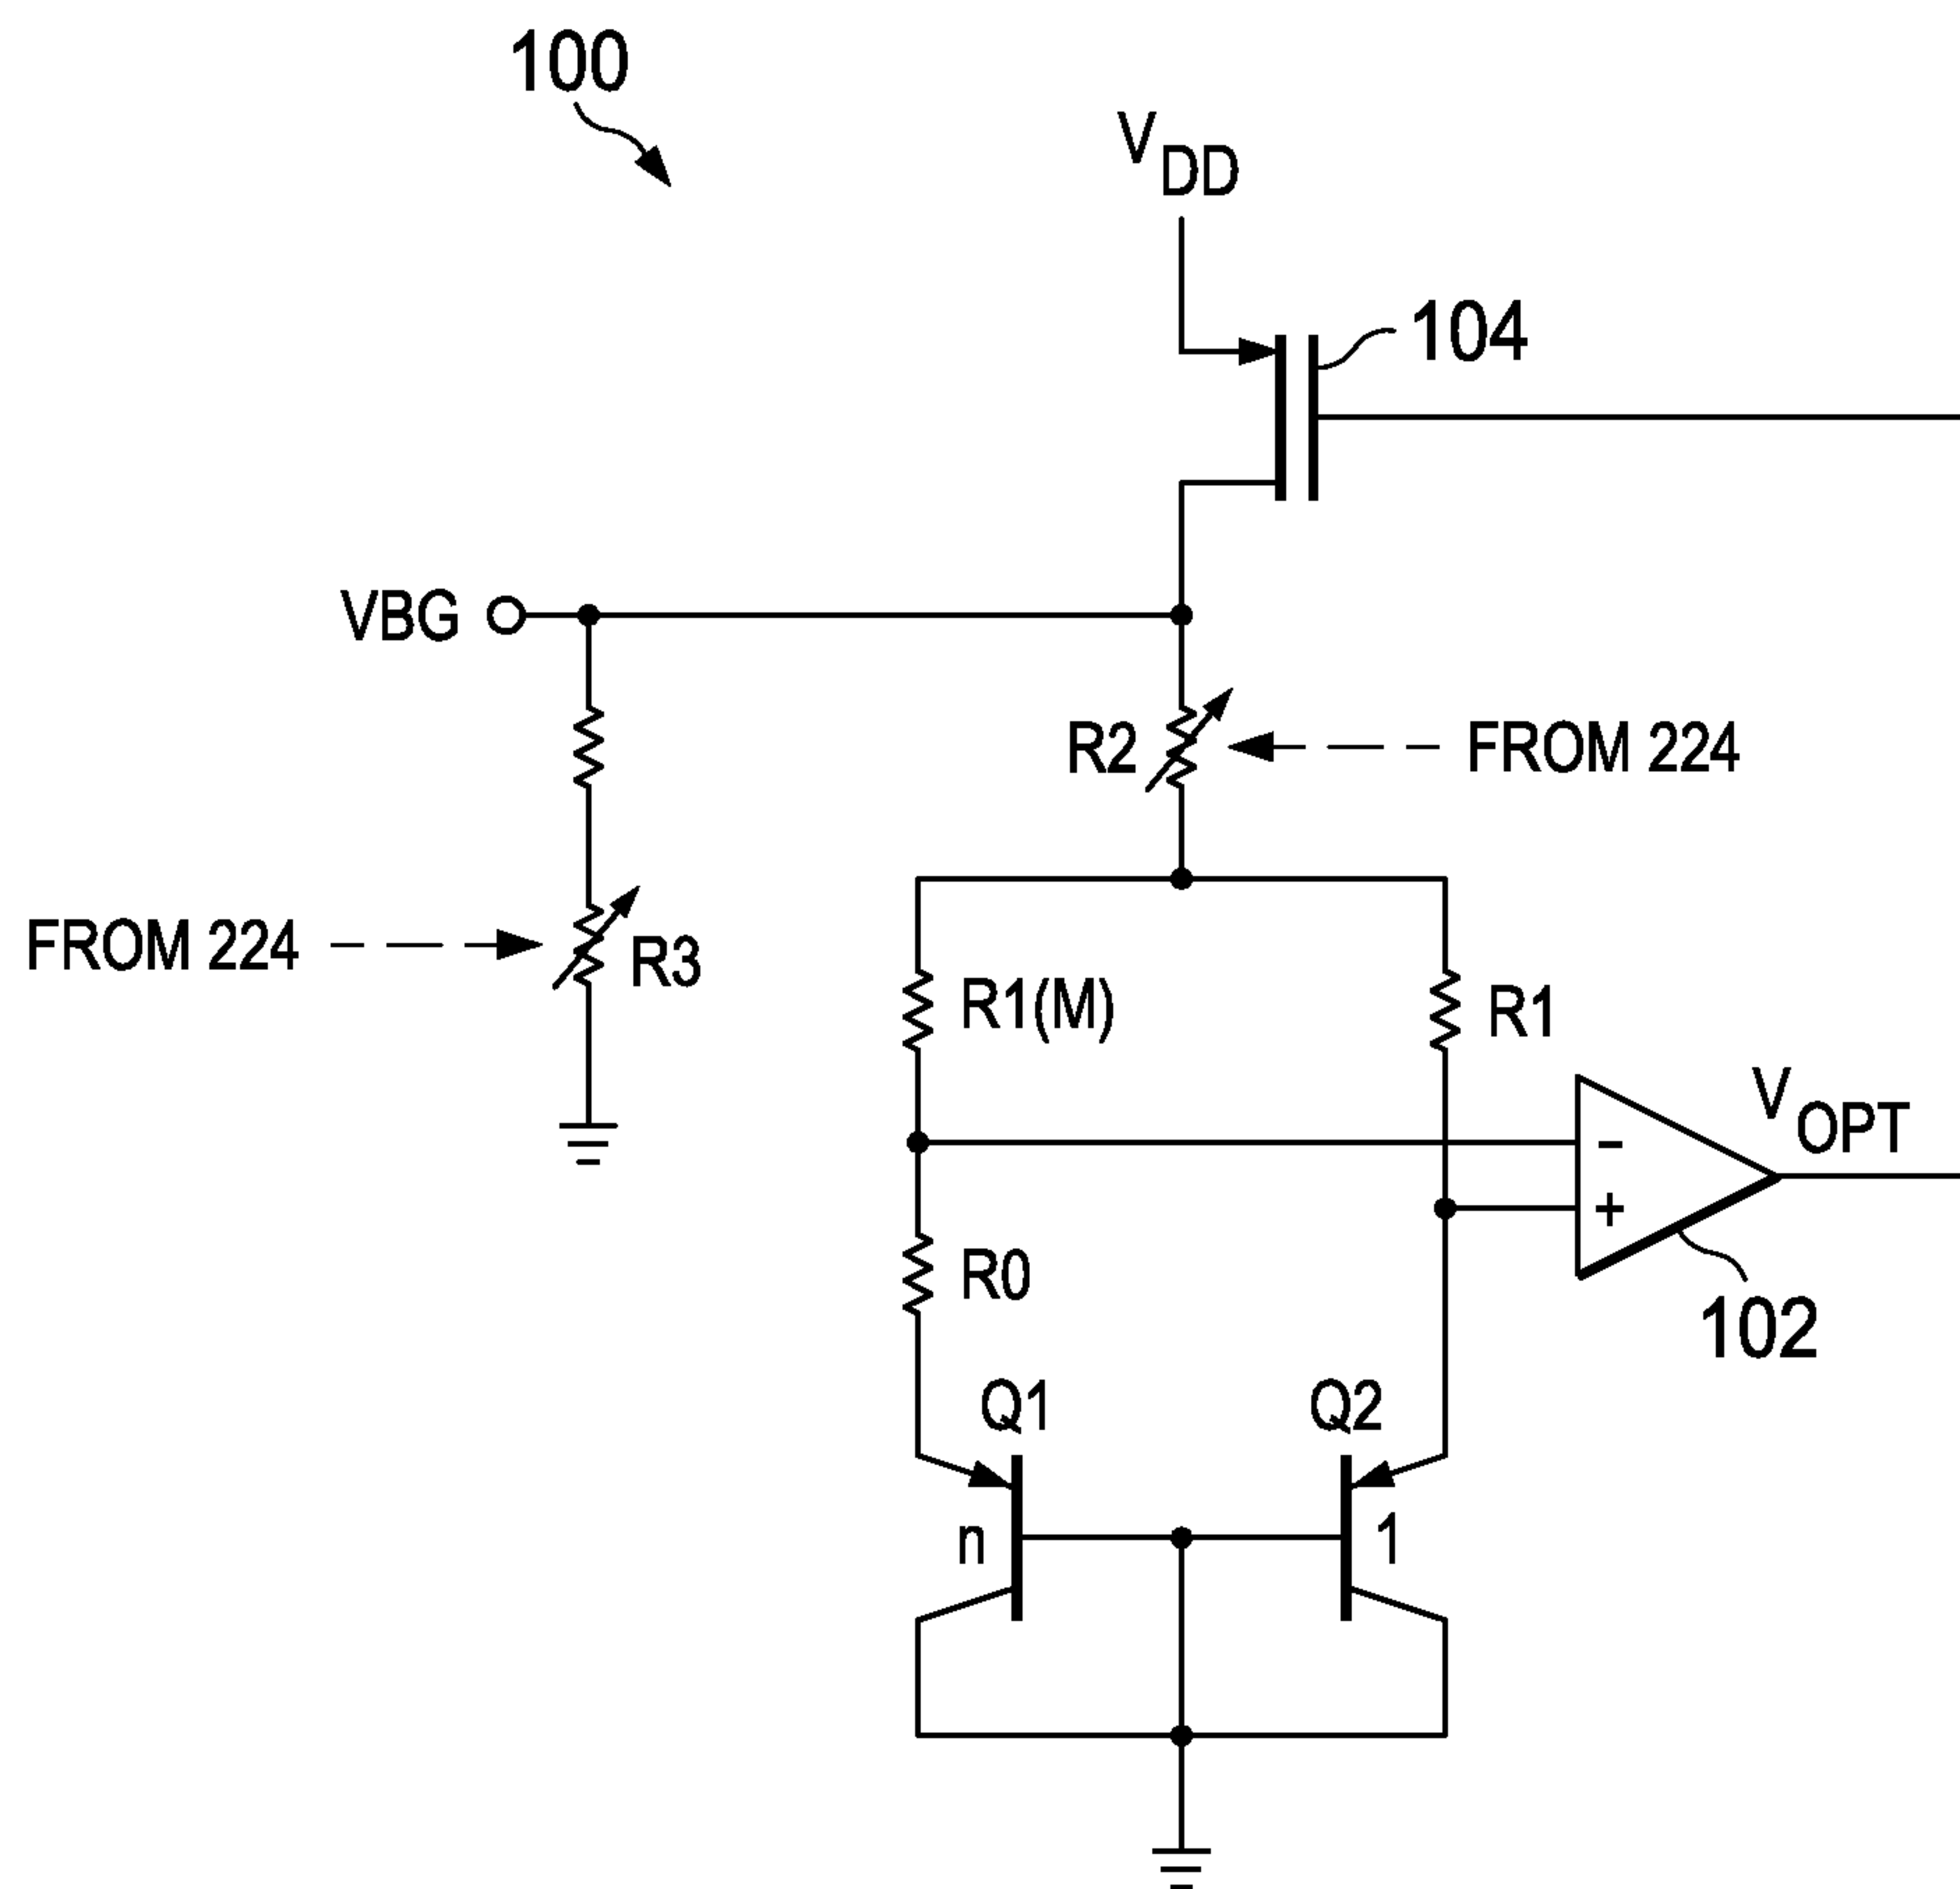 100
VDD
104
VBG
R2
FROM 224
FROM 224
R3
R1(M)
R1
VOPT
-
+
R0
102
Q1
Q2
n
1